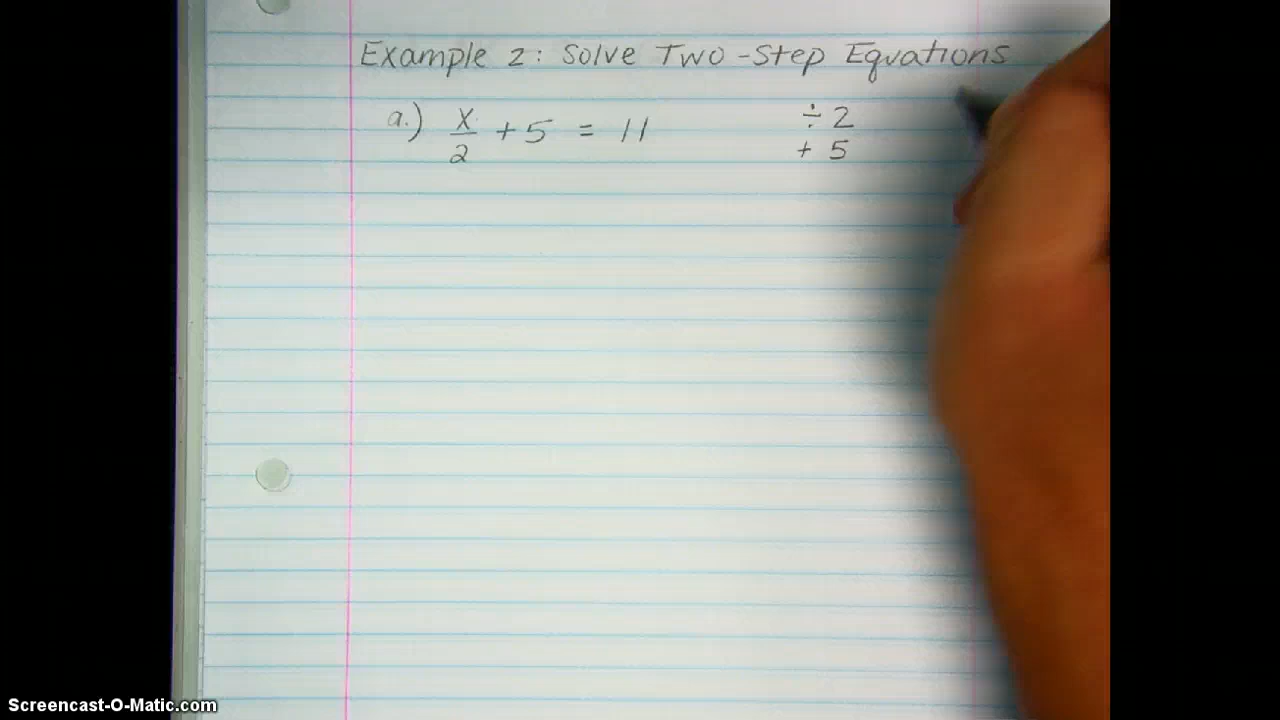 Example 2: Solve Two-Step Equations
a.) x/2 + 5 = 11
÷ 2
+ 5
Screencast-O-Matic.com